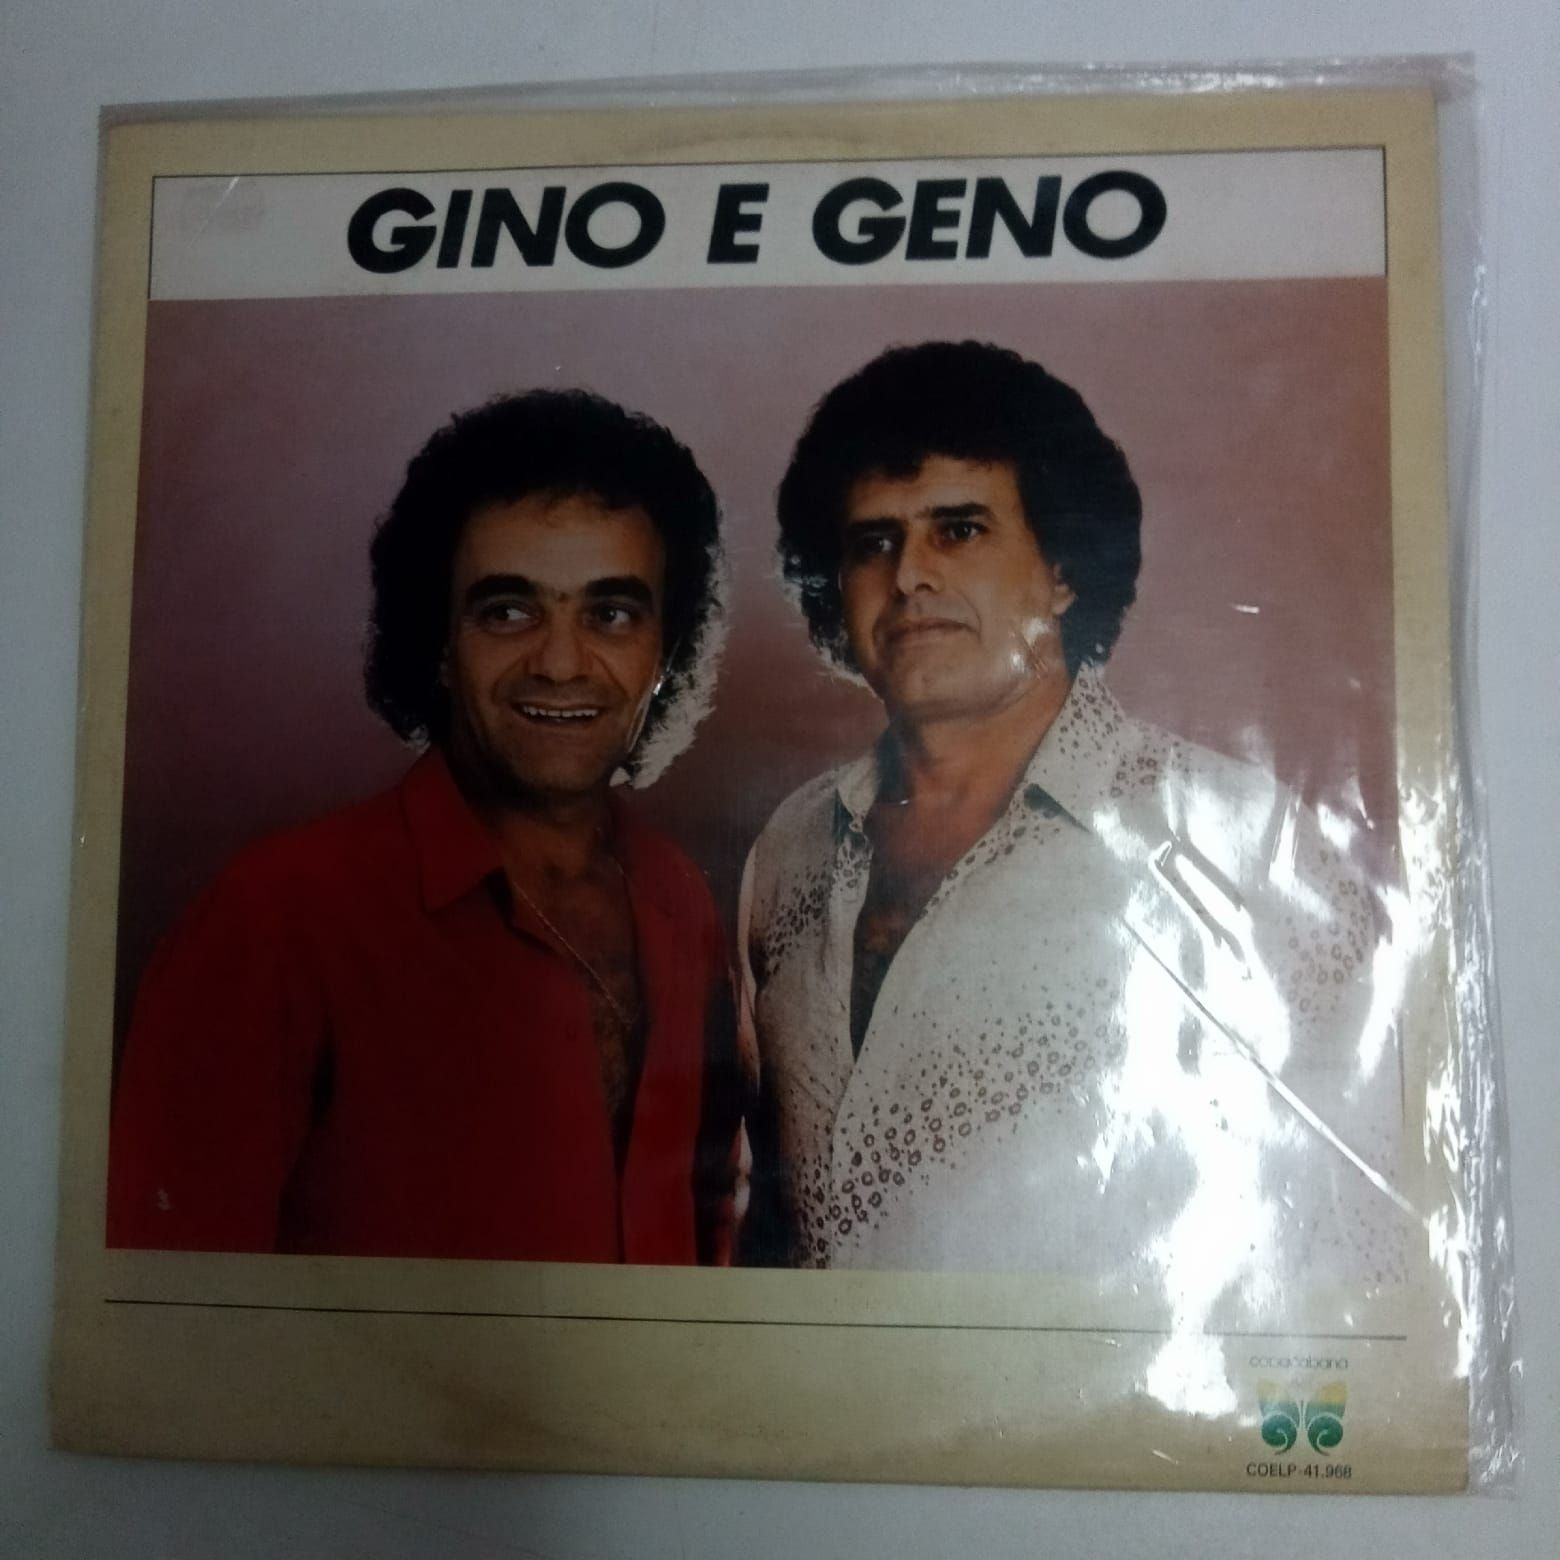 GINO E GENO
copacabana
COELP-41.968